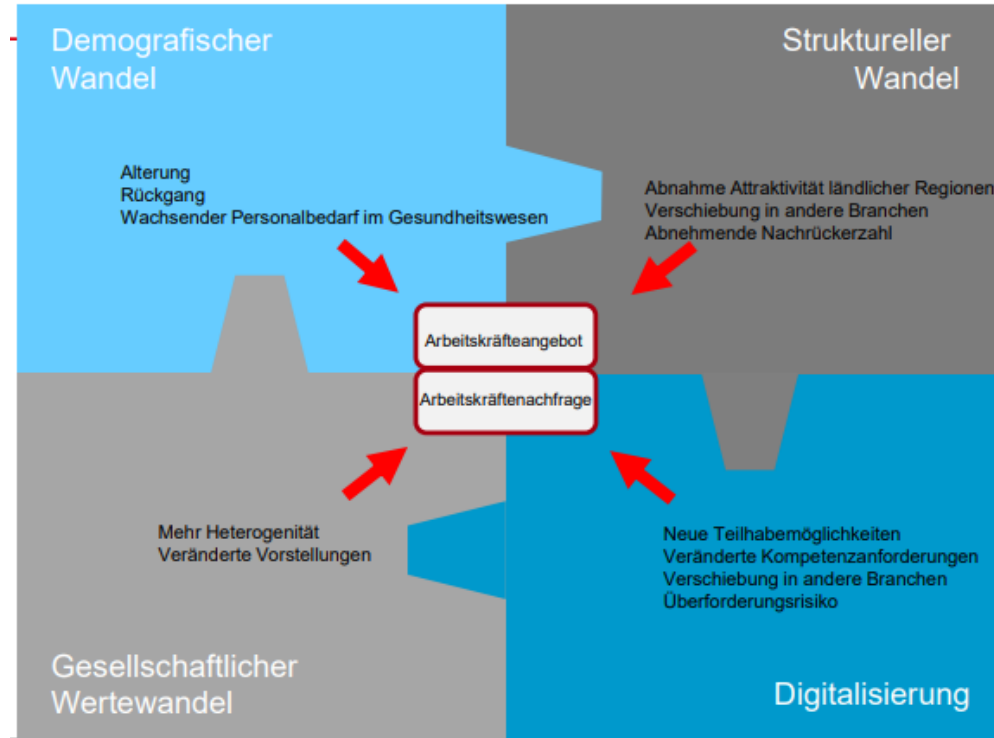 Demografischer
Wandel
Struktureller
Wandel
Alterung
Rückgang
Wachsender Personalbedarf im Gesundheitswesen
Abnahme Attraktivität ländlicher Regionen
Verschiebung in andere Branchen
Abnehmende Nachrückerzahl
Arbeitskräfteangebot
Arbeitskräftenachfrage
Mehr Heterogenität
Veränderte Vorstellungen
Neue Teilhabemöglichkeiten
Veränderte Kompetenzanforderungen
Verschiebung in andere Branchen
Überforderungsrisiko
Gesellschaftlicher
Wertewandel
Digitalisierung